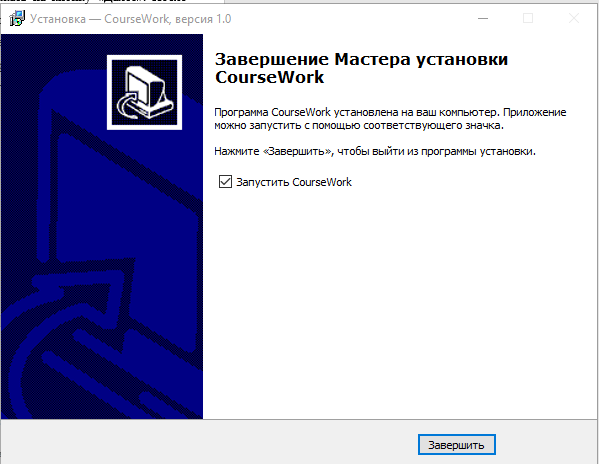 Установка — CourseWork, версия 1.0
Завершение Мастера установки
CourseWork
Программа CourseWork установлена на ваш компьютер. Приложение
можно запустить с помощью соответствующего значка.
Нажмите «Завершить», чтобы выйти из программы установки.
Запустить CourseWork
Завершить